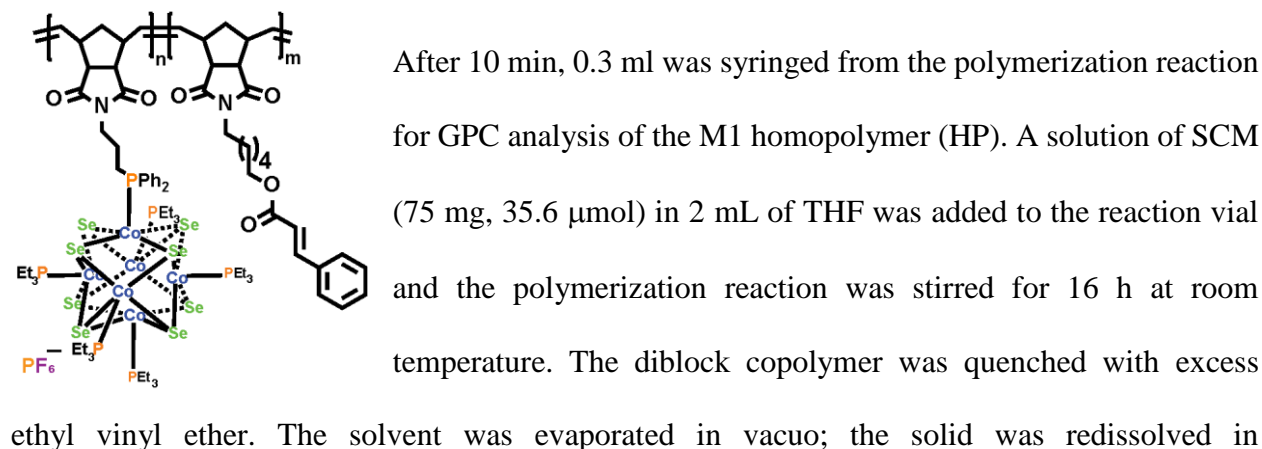 n
m
O
N
O
O
N
O
( )4
O
O
PPh2
PEt3
Se
Se
Co
Se
Se
Et3P
Co
Co
Co
PEt3
Se
Co
Se
Co
Se
Se
Et3P
PEt3
PF6 −
After 10 min, 0.3 ml was syringed from the polymerization reaction
for GPC analysis of the M1 homopolymer (HP). A solution of SCM
(75 mg, 35.6 μmol) in 2 mL of THF was added to the reaction vial
and the polymerization reaction was stirred for 16 h at room
temperature. The diblock copolymer was quenched with excess
ethyl vinyl ether. The solvent was evaporated in vacuo; the solid was redissolved in